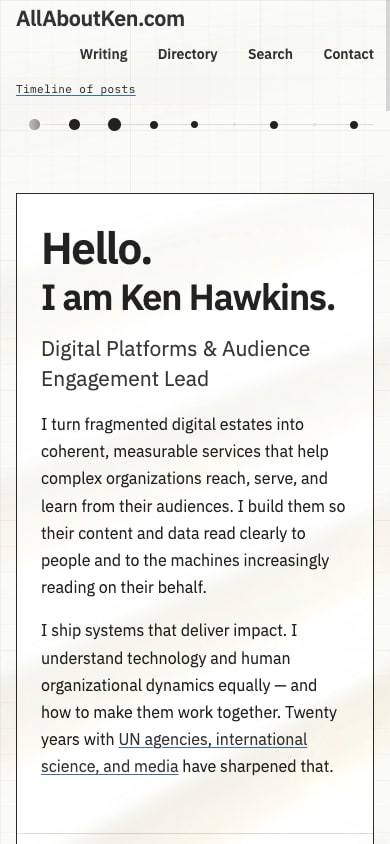 AllAboutKen.com
Writing Directory Search Contact
Timeline of posts
Hello.
I am Ken Hawkins.
Digital Platforms & Audience
Engagement Lead
I turn fragmented digital estates into
coherent, measurable services that help
complex organizations reach, serve, and
learn from their audiences. I build them so
their content and data read clearly to
people and to the machines increasingly
reading on their behalf.
I ship systems that deliver impact. I
understand technology and human
organizational dynamics equally — and
how to make them work together. Twenty
years with UN agencies, international
science, and media have sharpened that.